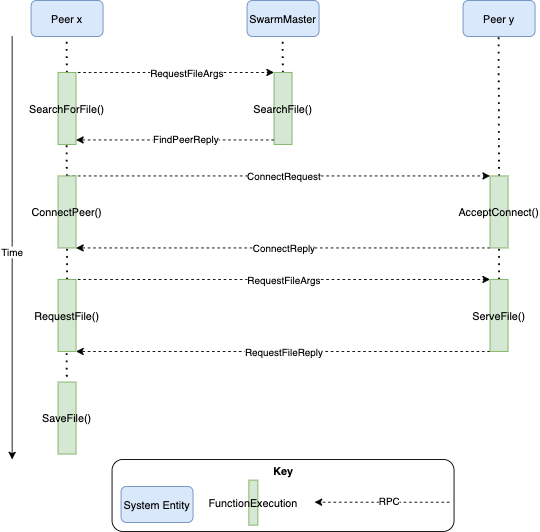 Peer x
SwarmMaster
Peer y
RequestFileArgs
SearchForFile()
SearchFile()
FindPeerReply
ConnectRequest
ConnectPeer()
AcceptConnect()
ConnectReply
Time
RequestFileArgs
RequestFile()
ServeFile()
RequestFileReply
SaveFile()
Key
System Entity
FunctionExecution
RPC